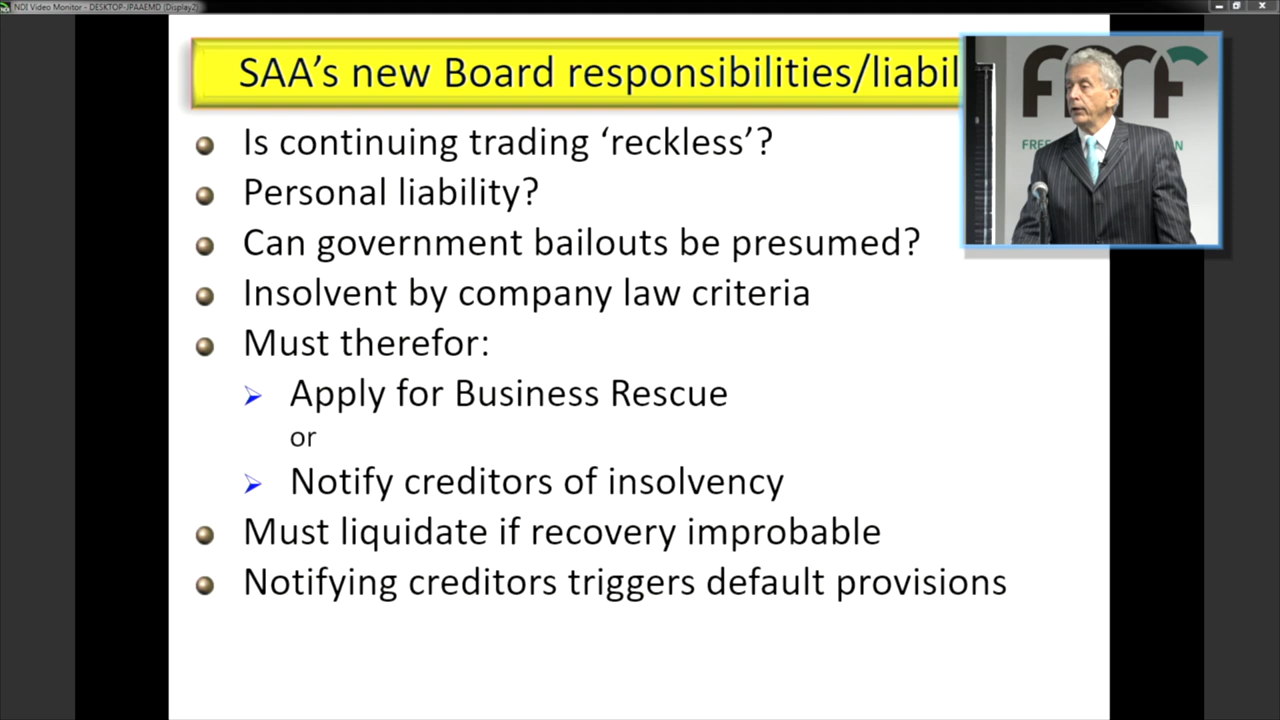 NDI Video Monitor - DESKTOP-JPAAEMD (Display2)
SAA's new Board responsibilities/liabil
Is continuing trading 'reckless'?
Personal liability?
Can government bailouts be presumed?
Insolvent by company law criteria
Must therefor:
Apply for Business Rescue
or
Notify creditors of insolvency
Must liquidate if recovery improbable
Notifying creditors triggers default provisions
FMF
FREE